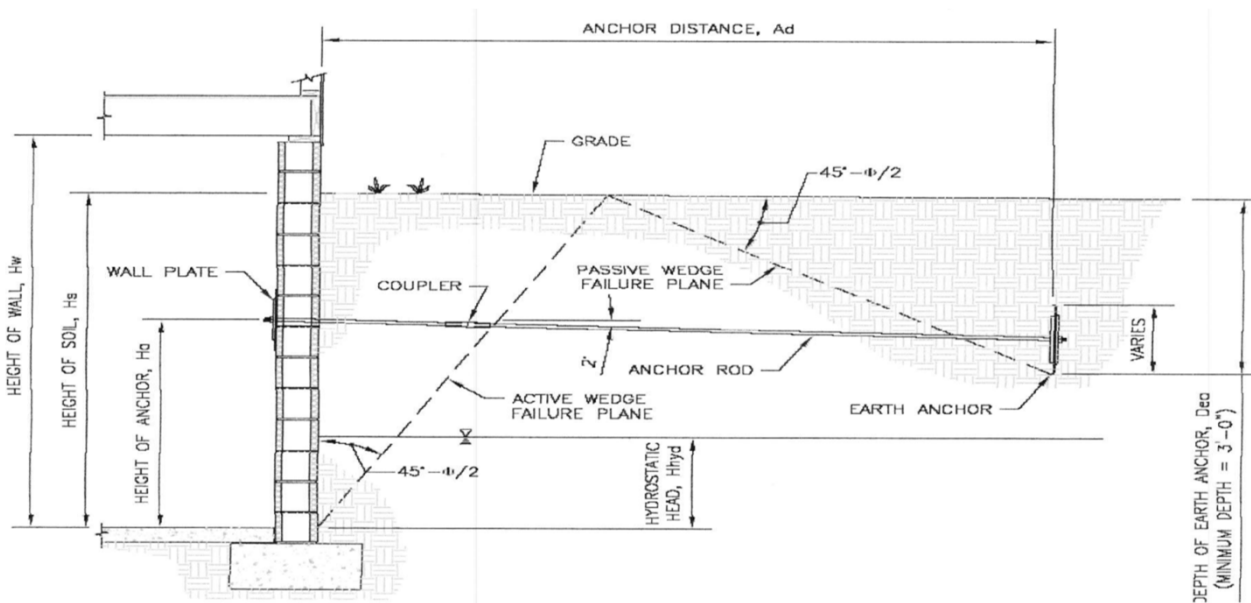 ANCHOR DISTANCE, Ad
GRADE
45°-Φ/2
WALL PLATE
COUPLER
PASSIVE WEDGE
FAILURE PLANE
2°
ANCHOR ROD
VARIES
EARTH ANCHOR
ACTIVE WEDGE
FAILURE PLANE
45°-Φ/2
HEIGHT OF WALL, Hw
HEIGHT OF SOIL, Hs
HEIGHT OF ANCHOR, Ha
HYDROSTATIC
HEAD, Hhyd
DEPTH OF EARTH ANCHOR, Dea
(MINIMUM DEPTH = 3'-0")